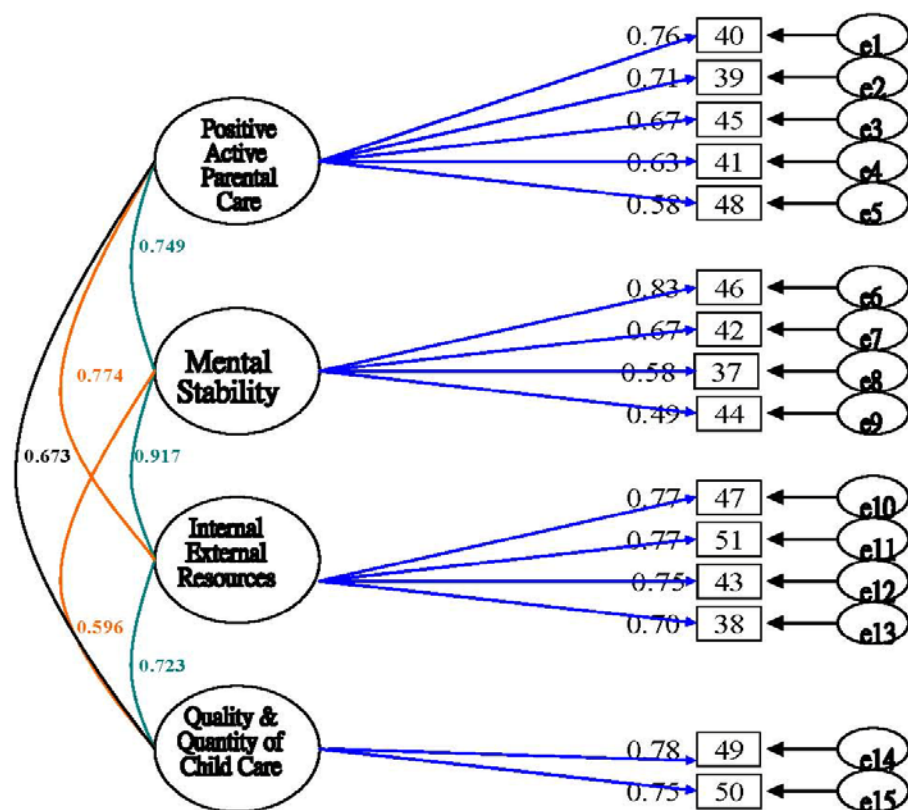 0.76 40 e1
0.71 39 e2
0.67 45 e3
0.63 41 e4
0.58 48 e5
Positive
Active
Parental
Care
0.749
0.83 46 e6
0.67 42 e7
0.58 37 e8
0.49 44 e9
Mental
Stability
0.774
0.673
0.917
0.77 47 e10
0.77 51 e11
0.75 43 e12
0.70 38 e13
Internal
External
Resources
0.596
0.723
Quality &
Quantity of
Child Care
0.78 49 e14
0.75 50 e15